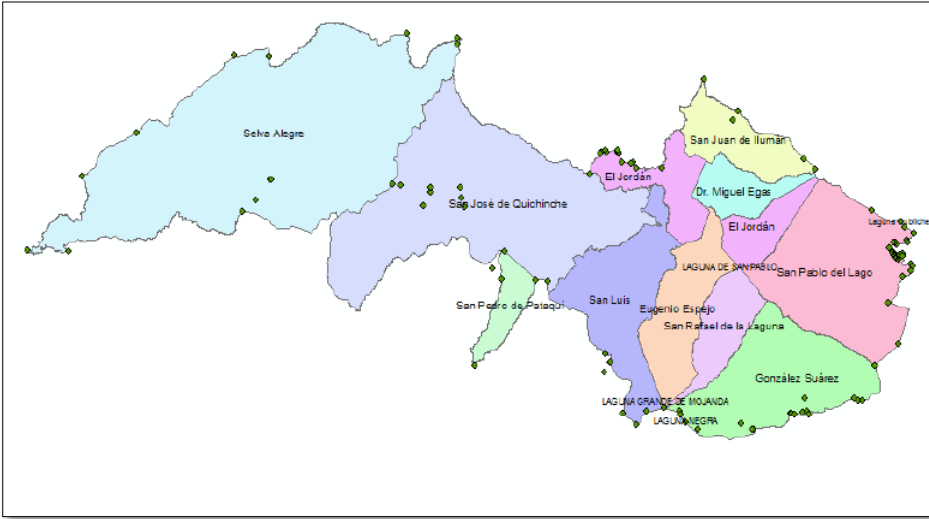 Selva Alegre
San Juan de Ilumán
El Jordán
Dr. Miguel Egas
San José de Quichinche
Laguna Cubilche
El Jordán
LAGUNA DE SAN PABLO
San Pablo del Lago
San Luis
San Pedro de Pataquí
Eugenio Espejo
San Rafael de la Laguna
González Suárez
LAGUNA GRANDE DE MOJANDA
LAGUNA NEGRA